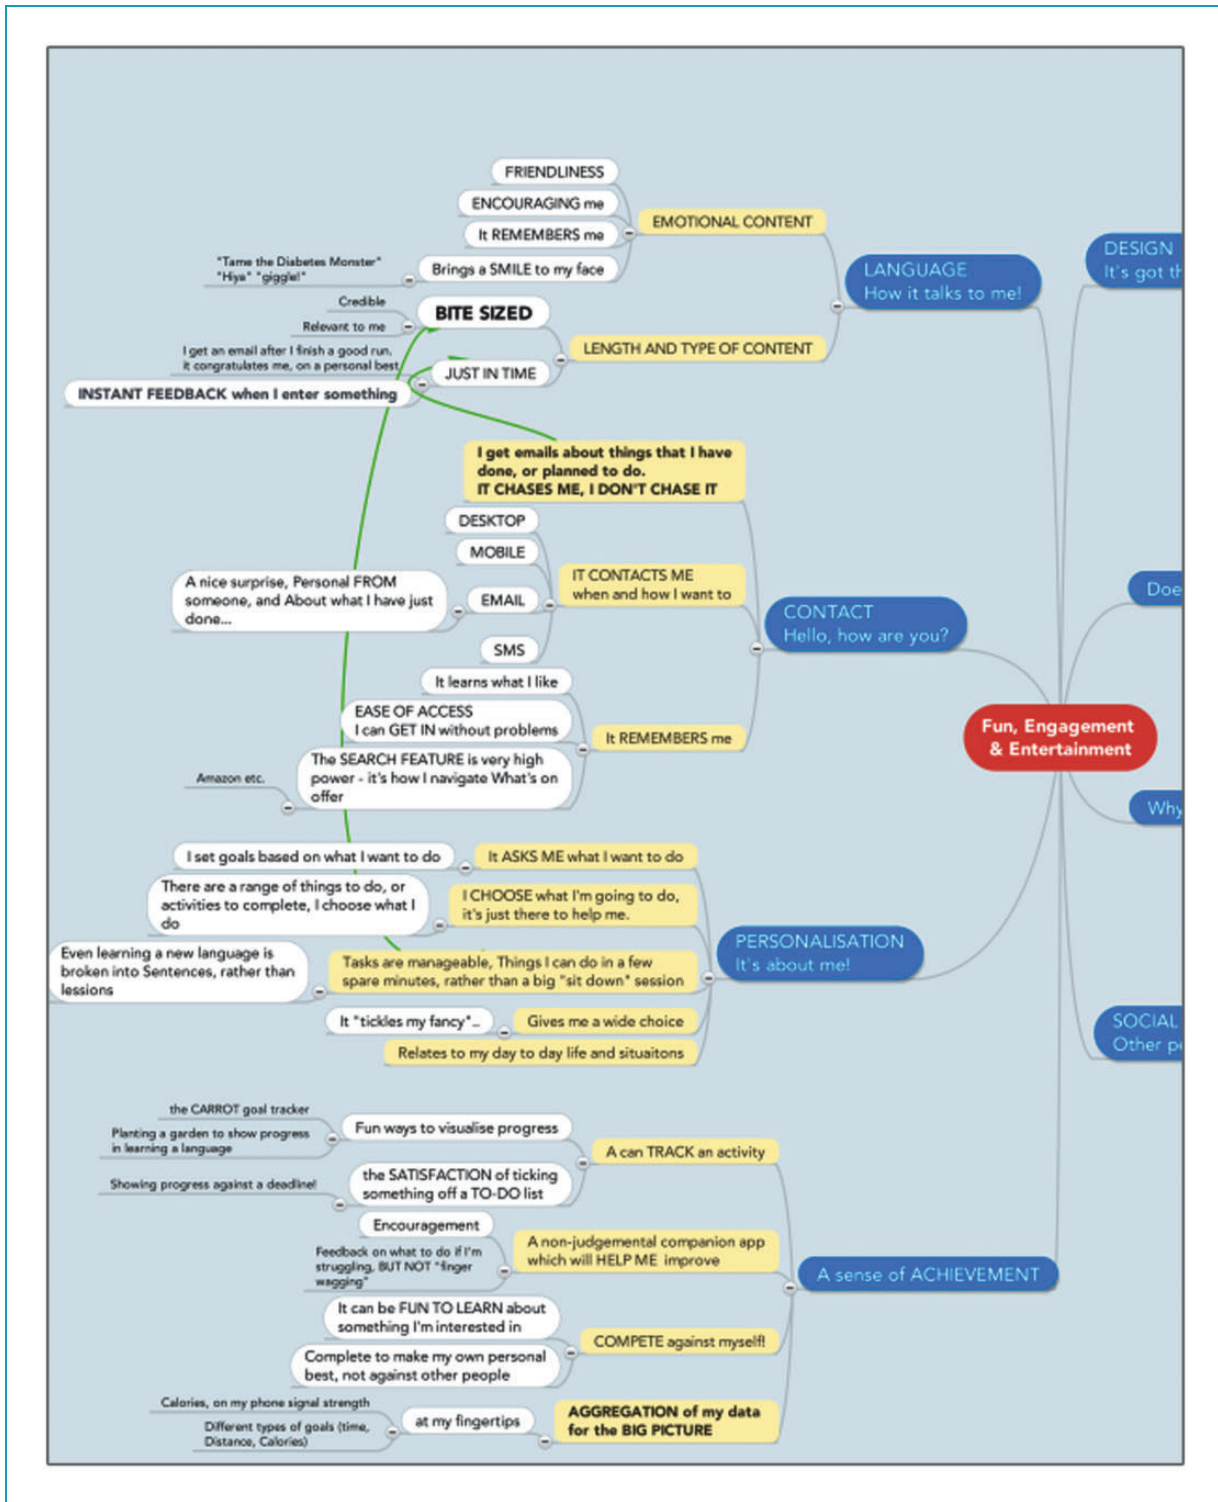 FRIENDLINESS
ENCOURAGING me
It REMEMBERS me
Brings a SMILE to my face
"Tame the Diabetes Monster"
"Hiya" "giggle!"
EMOTIONAL CONTENT
LANGUAGE
How it talks to me!
Credible
Relevant to me
BITE SIZED
I get an email after I finish a good run.
it congratulates me, on a personal best
INSTANT FEEDBACK when I enter something
JUST IN TIME
LENGTH AND TYPE OF CONTENT
I get emails about things that I have
done, or planned to do.
IT CHASES ME, I DON'T CHASE IT
DESKTOP
MOBILE
EMAIL
SMS
A nice surprise, Personal FROM
someone, and About what I have just
done...
IT CONTACTS ME
when and how I want to
CONTACT
Hello, how are you?
It learns what I like
EASE OF ACCESS
I can GET IN without problems
The SEARCH FEATURE is very high
power - it's how I navigate What's on
offer
Amazon etc.
It REMEMBERS me
Fun, Engagement
& Entertainment
I set goals based on what I want to do
It ASKS ME what I want to do
There are a range of things to do, or
activities to complete, I choose what I
do
I CHOOSE what I'm going to do,
it's just there to help me.
Even learning a new language is
broken into Sentences, rather than
lessions
Tasks are manageable, Things I can do in a few
spare minutes, rather than a big "sit down" session
It "tickles my fancy"...
Gives me a wide choice
Relates to my day to day life and situaitons
PERSONALISATION
It's about me!
the CARROT goal tracker
Planting a garden to show progress
in learning a language
Fun ways to visualise progress
Showing progress against a deadline!
the SATISFACTION of ticking
something off a TO-DO list
A can TRACK an activity
Encouragement
Feedback on what to do if I'm
struggling, BUT NOT "finger
wagging"
A non-judgemental companion app
which will HELP ME improve
It can be FUN TO LEARN about
something I'm interested in
Complete to make my own personal
best, not against other people
COMPETE against myself!
Calories, on my phone signal strength
Different types of goals (time,
Distance, Calories)
at my fingertips
AGGREGATION of my data
for the BIG PICTURE
A sense of ACHIEVEMENT
DESIGN
It's got
Why
SOCIAL
Other